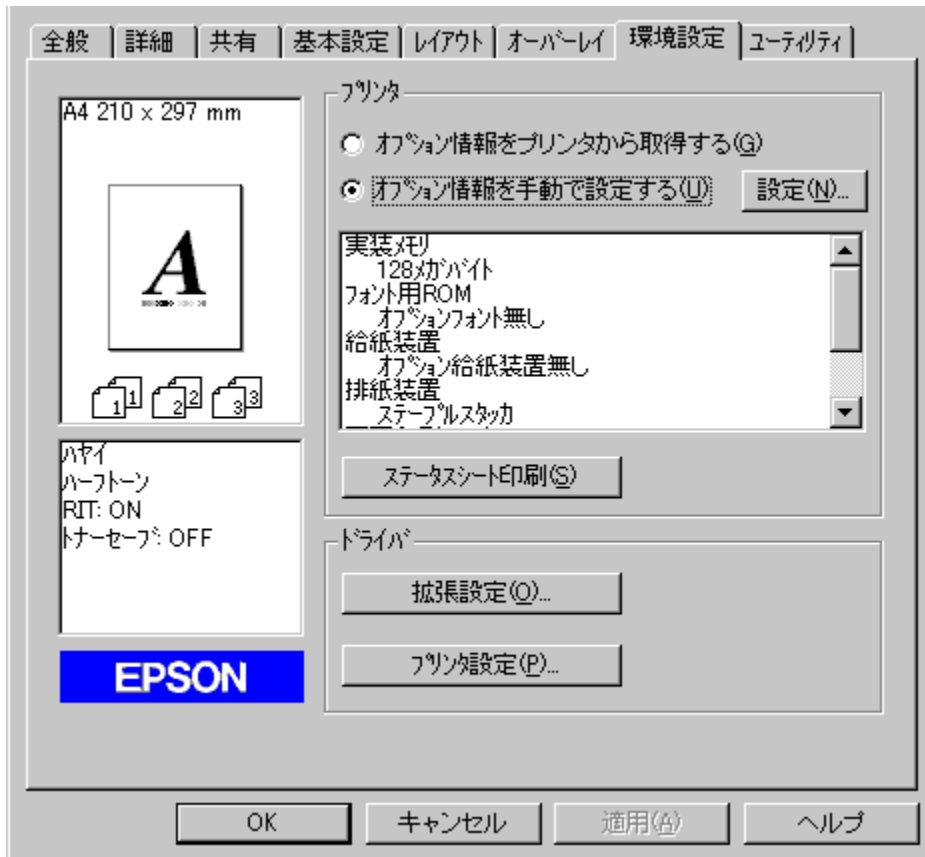 全般 詳細 共有 基本設定 ﾚｲｱｳﾄ ｵｰﾊﾞｰﾚｲ 環境設定 ﾕｰﾃｨﾘﾃｨ
A4 210 x 297 mm
A
1 1 2 2 3 3
ﾊﾔｲ
ﾊｰﾌﾄｰﾝ
RIT: ON
ﾄﾅｰｾｰﾌﾞ: OFF
EPSON
ﾌﾟﾘﾝﾀ
ｵﾌﾟｼｮﾝ情報をプリンタから取得する(G)
ｵﾌﾟｼｮﾝ情報を手動で設定する(U) 設定(N)...
実装ﾒﾓﾘ
128ﾒｶﾞバイト
ﾌｫﾝﾄ用ROM
ｵﾌﾟｼｮﾝﾌｫﾝﾄ無し
給紙装置
ｵﾌﾟｼｮﾝ給紙装置無し
排紙装置
ｽﾃｰﾌﾟﾙｽﾀｯｶ
ｽﾃｰﾀｽｼｰﾄ印刷(S)
ﾄﾞﾗｲﾊﾞ
拡張設定(O)...
ﾌﾟﾘﾝﾀ設定(P)...
OK キャンセル 適用(A) ヘルプ